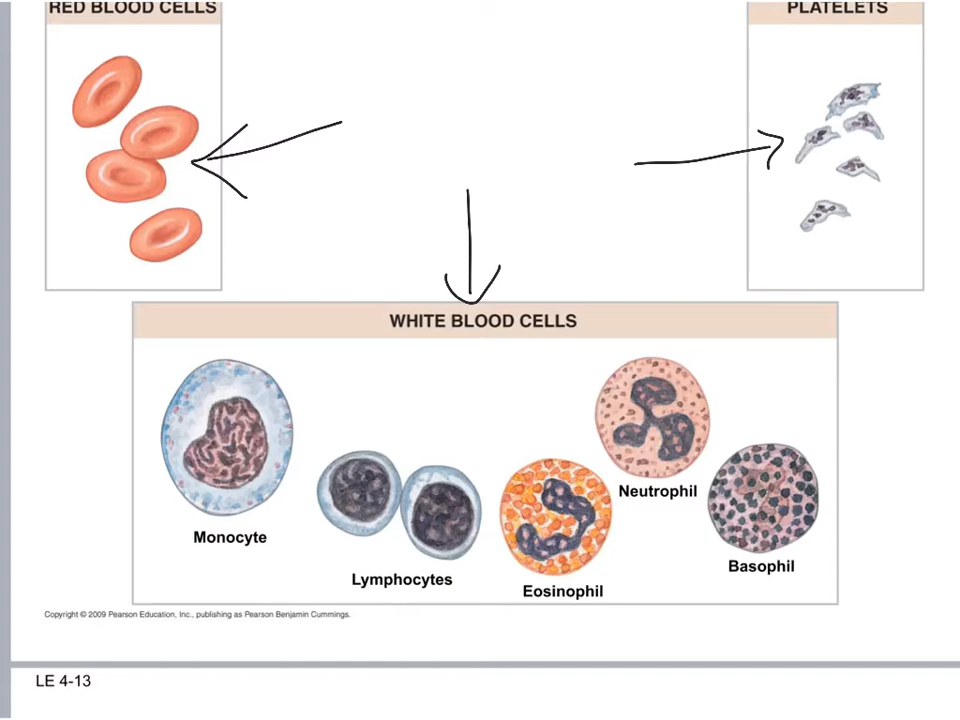 RED BLOOD CELLS
PLATELETS
WHITE BLOOD CELLS
Monocyte
Lymphocytes
Eosinophil
Neutrophil
Basophil
Copyright © 2009 Pearson Education, Inc., publishing as Pearson Benjamin Cummings.
LE 4-13